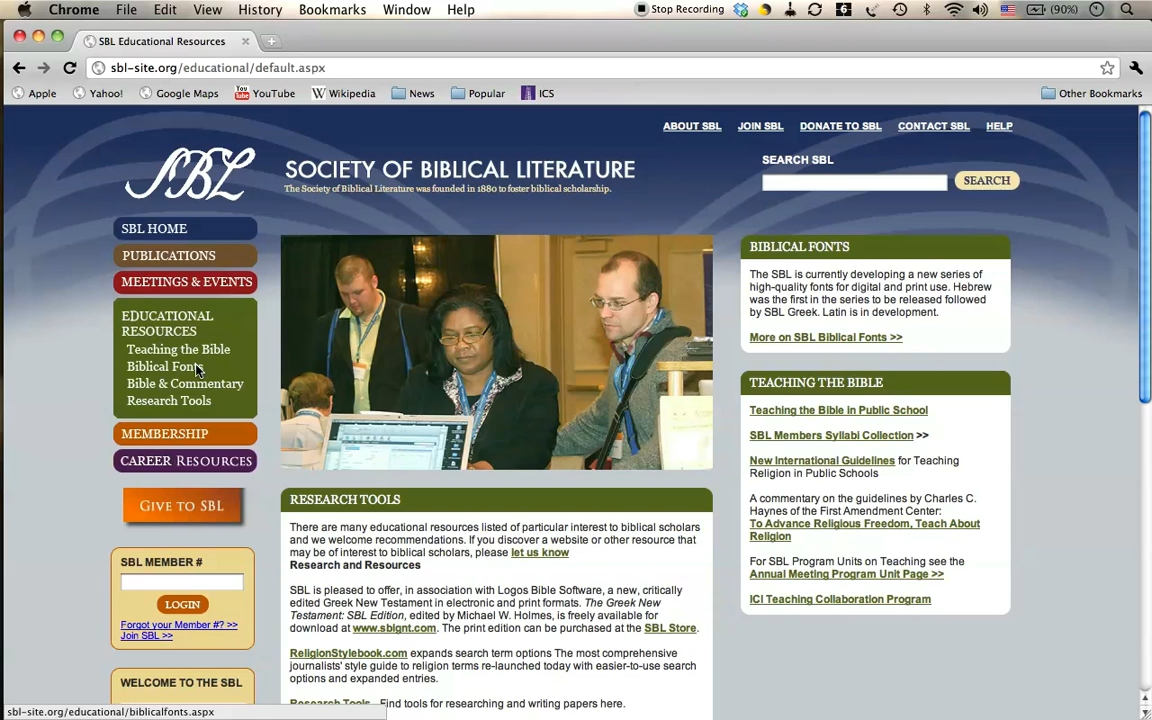 Chrome File Edit View History Bookmarks Window Help Stop Recording (90%)
SBL Educational Resources
sbl-site.org/educational/default.aspx
Apple Yahoo! Google Maps YouTube Wikipedia News Popular ICS Other Bookmarks
ABOUT SBL JOIN SBL DONATE TO SBL CONTACT SBL HELP
SBL
SOCIETY OF BIBLICAL LITERATURE
The Society of Biblical Literature was founded in 1880 to foster biblical scholarship.
SEARCH SBL
SEARCH
SBL HOME
PUBLICATIONS
MEETINGS & EVENTS
EDUCATIONAL
RESOURCES
Teaching the Bible
Biblical Fonts
Bible & Commentary
Research Tools
MEMBERSHIP
CAREER RESOURCES
GIVE TO SBL
SBL MEMBER #
LOGIN
Forgot your Member #? >>
Join SBL >>
WELCOME TO THE SBL
RESEARCH TOOLS
There are many educational resources listed of particular interest to biblical scholars
and we welcome recommendations. If you discover a website or other resource that
may be of interest to biblical scholars, please let us know
Research and Resources
SBL is pleased to offer, in association with Logos Bible Software, a new, critically
edited Greek New Testament in electronic and print formats. The Greek New
Testament: SBL Edition, edited by Michael W. Holmes, is freely available for
download at www.sblgnt.com. The print edition can be purchased at the SBL Store.
ReligionStylebook.com expands search term options The most comprehensive
journalists' style guide to religion terms re-launched today with easier-to-use search
options and expanded entries.
Research Tools Find tools for researching and writing papers here.
BIBLICAL FONTS
The SBL is currently developing a new series of
high-quality fonts for digital and print use. Hebrew
was the first in the series to be released followed
by SBL Greek. Latin is in development.
More on SBL Biblical Fonts >>
TEACHING THE BIBLE
Teaching the Bible in Public School
SBL Members Syllabi Collection >>
New International Guidelines for Teaching
Religion in Public Schools
A commentary on the guidelines by Charles C.
Haynes of the First Amendment Center:
To Advance Religious Freedom, Teach About
Religion
For SBL Program Units on Teaching see the
Annual Meeting Program Unit Page >>
ICI Teaching Collaboration Program
sbl-site.org/educational/biblicalfonts.aspx